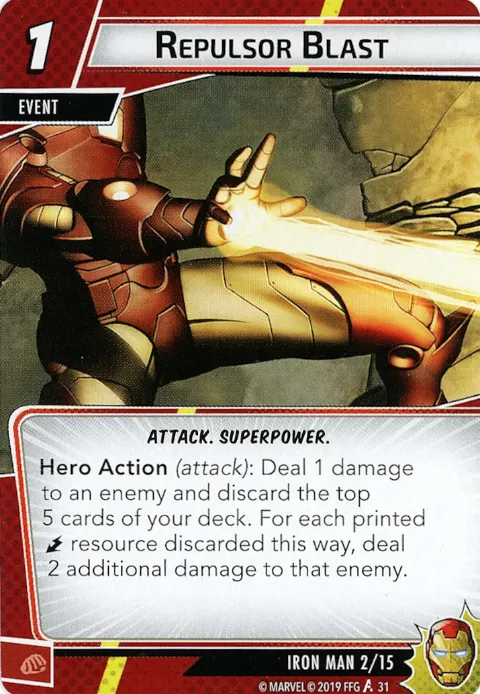 1
REPULSOR BLAST
EVENT
ATTACK. SUPERPOWER.
Hero Action (attack): Deal 1 damage
to an enemy and discard the top
5 cards of your deck. For each printed
resource discarded this way, deal
2 additional damage to that enemy.
IRON MAN 2/15
© MARVEL © 2019 FFG 31